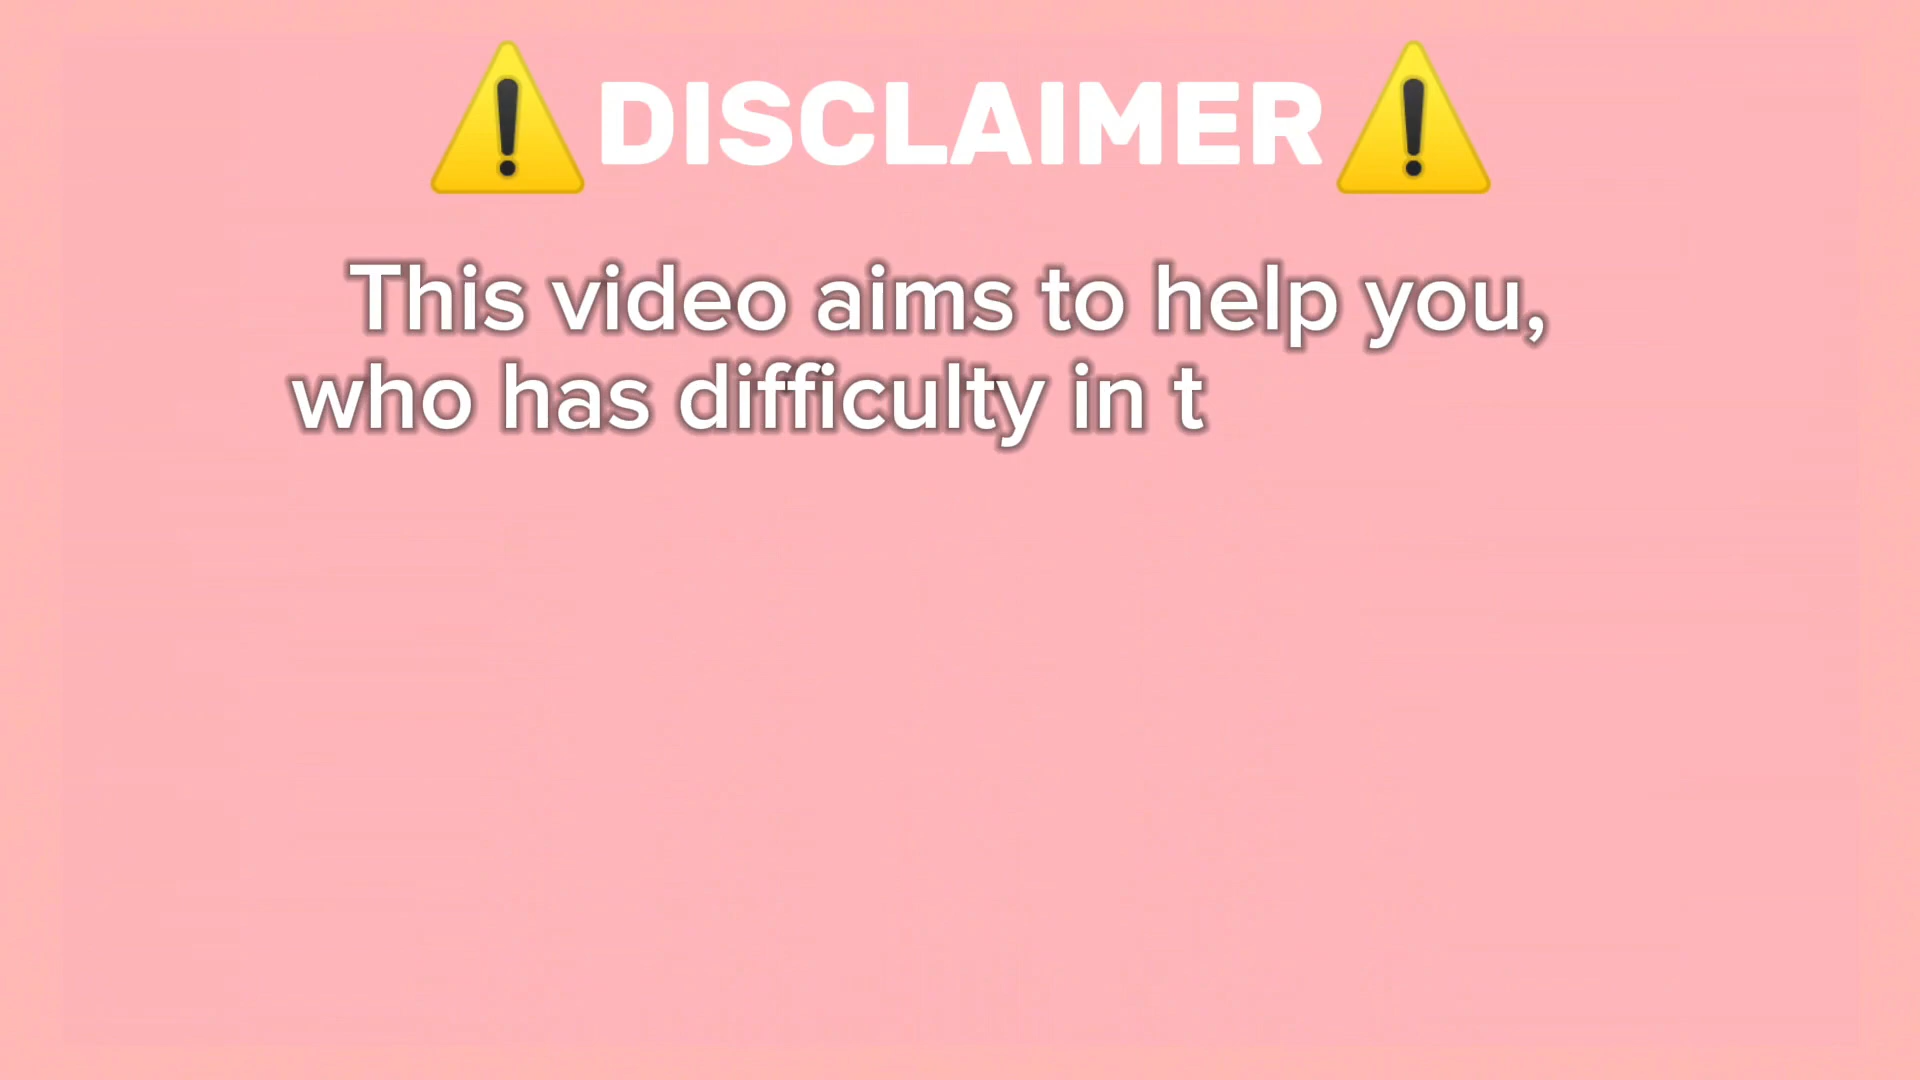 ⚠️DISCLAIMER⚠️
This video aims to help you,
who has difficulty in t